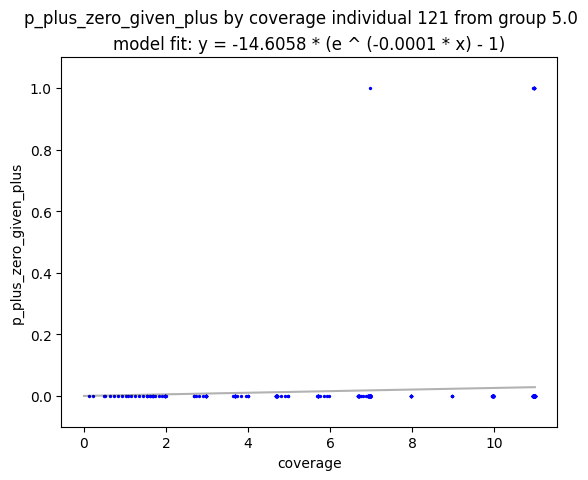 p_plus_zero_given_plus by coverage individual 121 from group 5.0
model fit: y = -14.6058 * (e ^ (-0.0001 * x) - 1)
1.0
0.8
0.6
0.4
0.2
0.0
p_plus_zero_given_plus
0 2 4 6 8 10
coverage